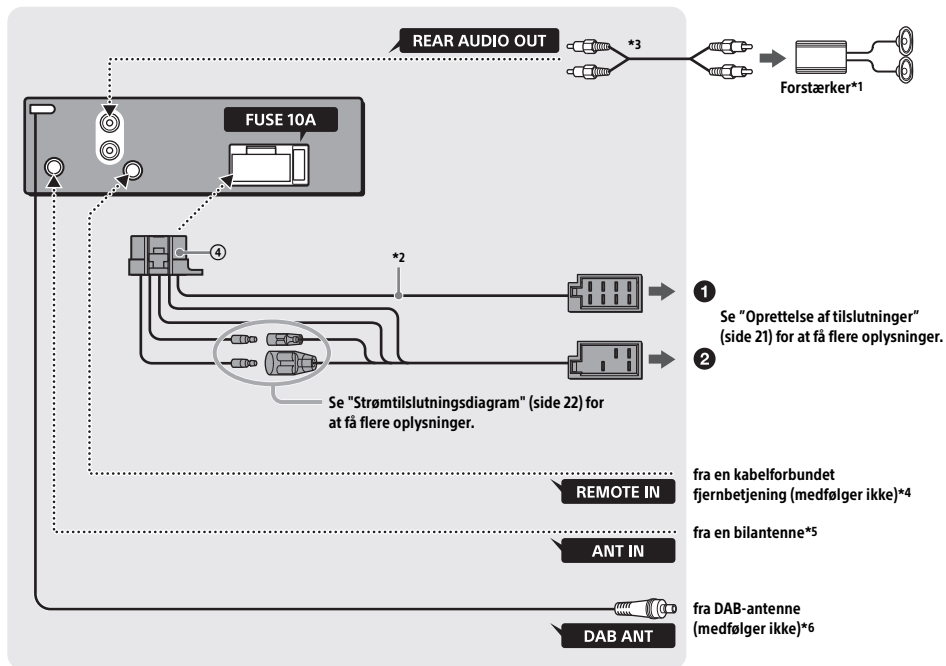 REAR AUDIO OUT
*3
Forstærker*1
FUSE 10A
④
*2
❶
Se "Oprettelse af tilslutninger"
(side 21) for at få flere oplysninger.
❷
Se "Strømtilslutningsdiagram" (side 22) for
at få flere oplysninger.
fra en kabelforbundet
fjernbetjening (medfølger ikke)*4
REMOTE IN
fra en bilantenne*5
ANT IN
fra DAB-antenne
(medfølger ikke)*6
DAB ANT